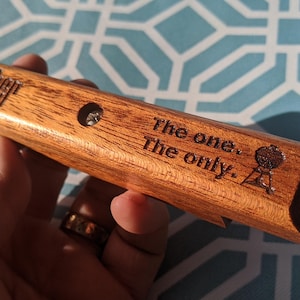 The one.
The only.